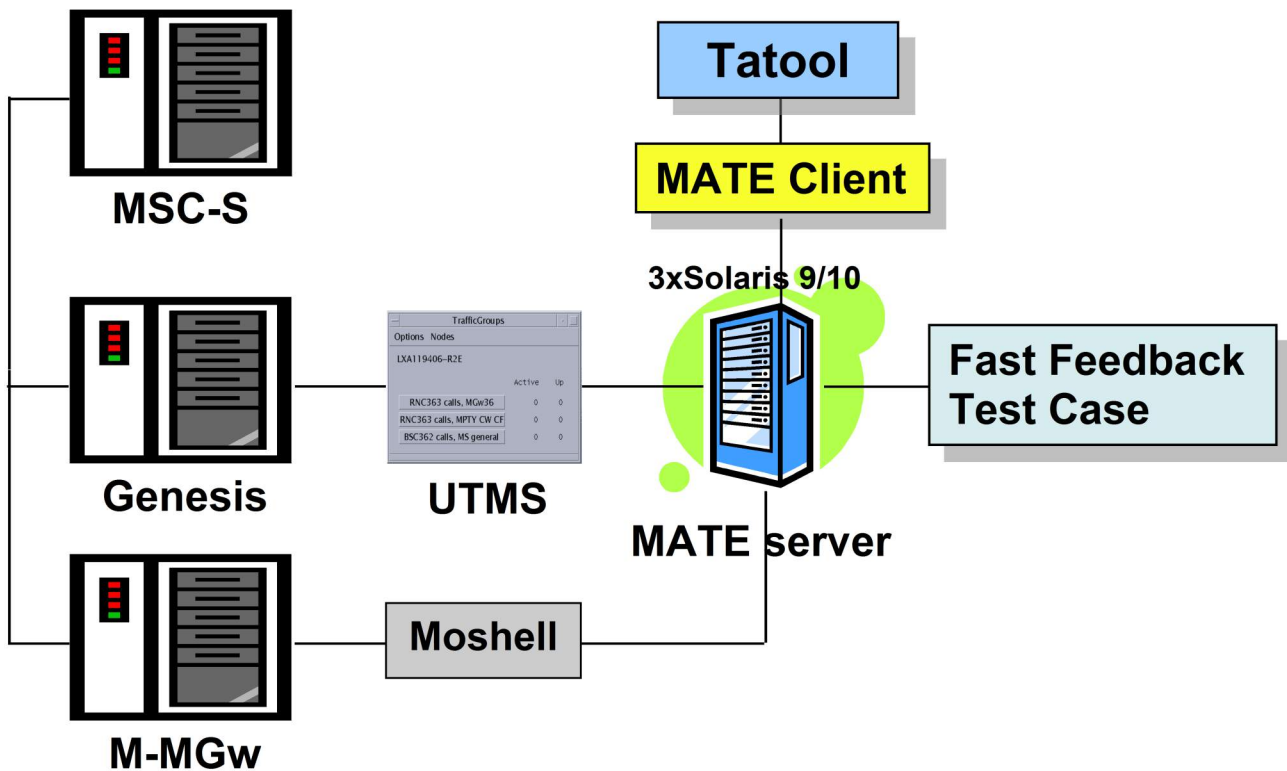 Tatool
MATE Client
MSC-S
3xSolaris 9/10
TrafficGroups
Options Nodes
LXA119406-R2E
Active Up
RNC363 calls, MGw36 0 0
RNC363 calls, MPTY CW CF 0 0
BSC362 calls, MS general 0 0
Fast Feedback
Test Case
Genesis
UTMS
MATE server
Moshell
M-MGw